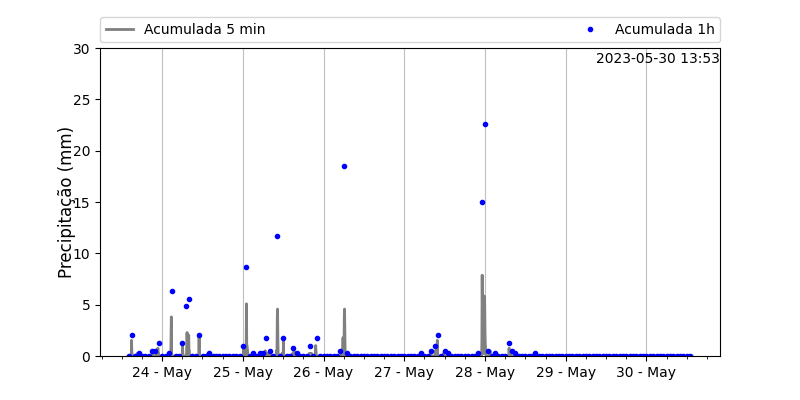 Acumulada 5 min
Acumulada 1h
2023-05-30 13:53
Precipitação (mm)
30
25
20
15
10
5
0
24 - May
25 - May
26 - May
27 - May
28 - May
29 - May
30 - May